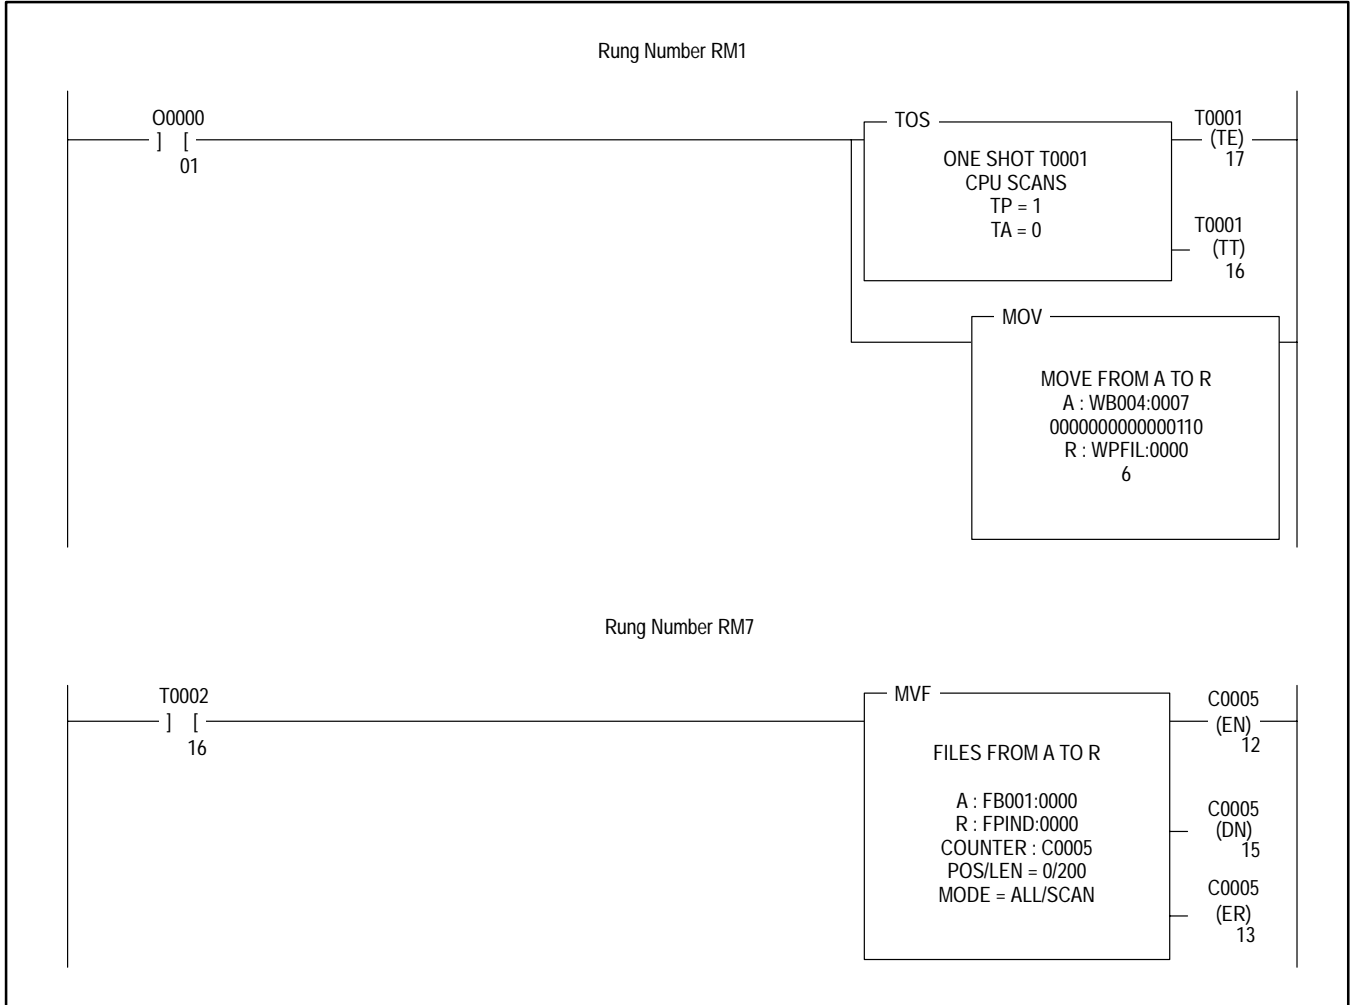 Rung Number RM1
O0000
] [
01
TOS
ONE SHOT T0001
CPU SCANS
TP = 1
TA = 0
T0001
(TE)
17
T0001
(TT)
16
MOV
MOVE FROM A TO R
A : WB004:0007
0000000000000110
R : WPFIL:0000
6
Rung Number RM7
T0002
] [
16
MVF
FILES FROM A TO R
A : FB001:0000
R : FPIND:0000
COUNTER : C0005
POS/LEN = 0/200
MODE = ALL/SCAN
C0005
(EN)
12
C0005
(DN)
15
C0005
(ER)
13